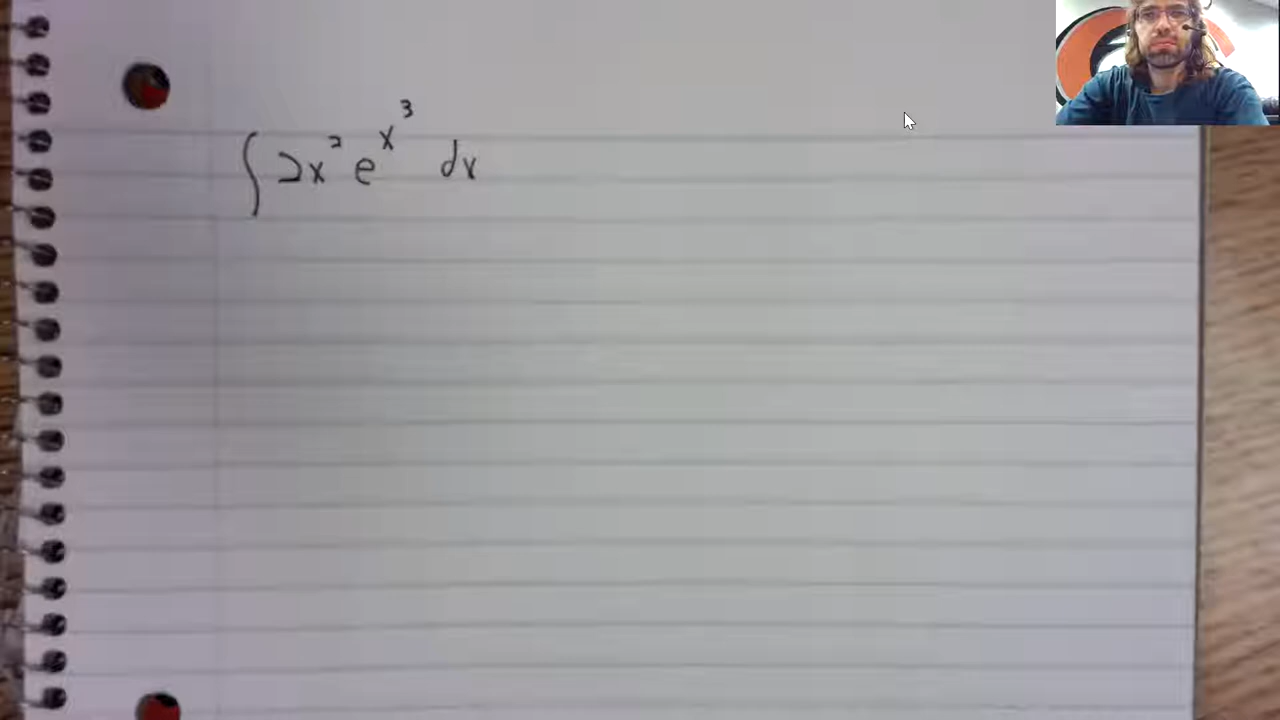 ∫ 2x² e^{x³} dx